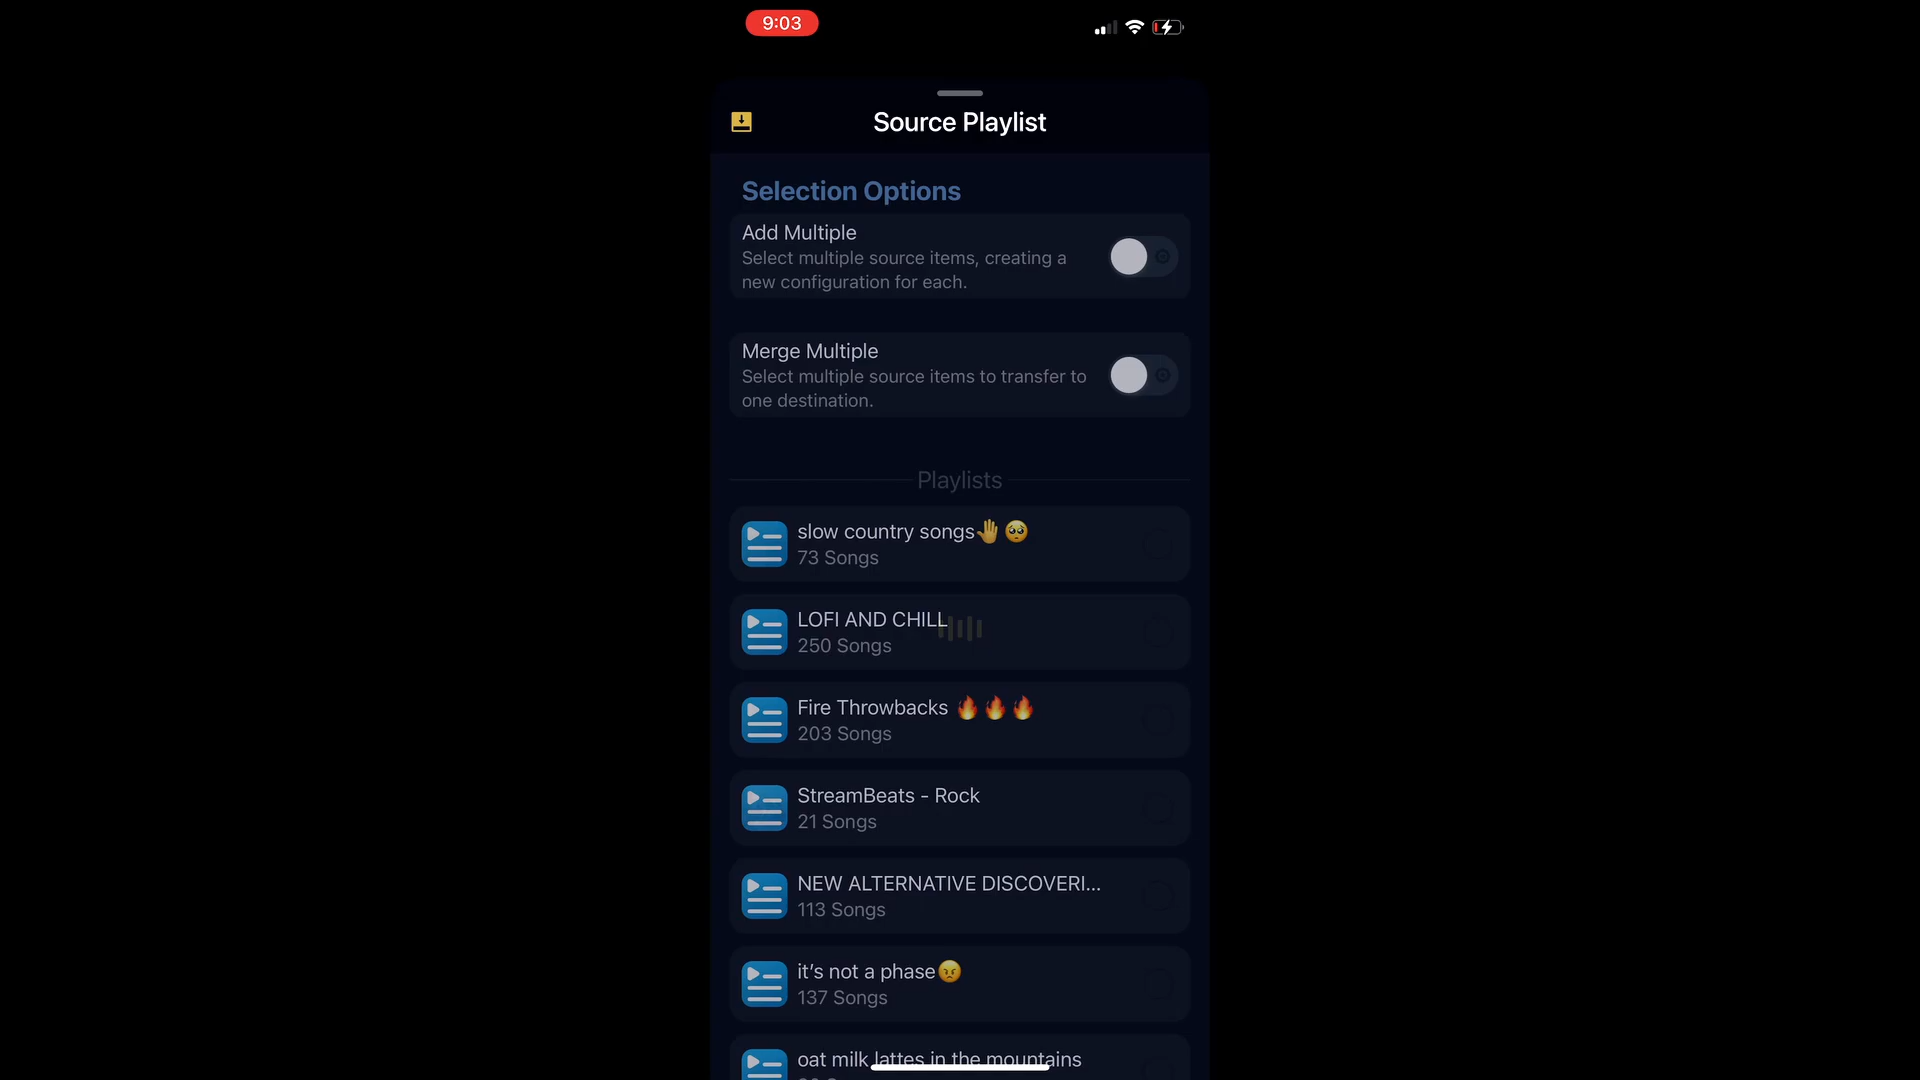 9:03
Source Playlist
Selection Options
Add Multiple
Select multiple source items, creating a
new configuration for each.
Merge Multiple
Select multiple source items to transfer to
one destination.
Playlists
slow country songs🤚🥺
73 Songs
LOFI AND CHILL
250 Songs
Fire Throwbacks 🔥🔥🔥
203 Songs
StreamBeats - Rock
21 Songs
NEW ALTERNATIVE DISCOVERI...
113 Songs
it's not a phase😠
137 Songs
oat milk lattes in the mountains